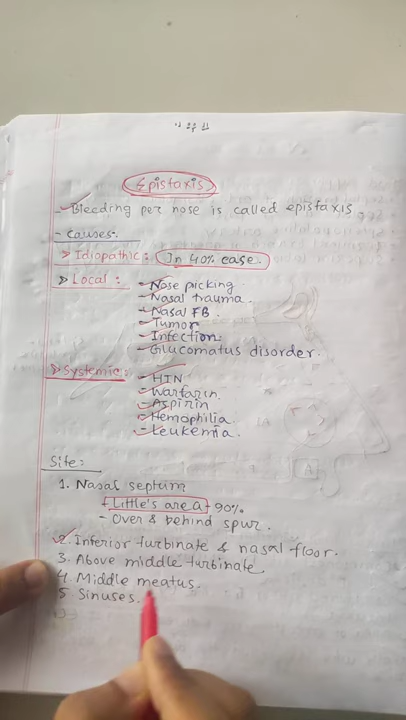 Epistaxis
- Bleeding per nose is called epistaxis.
- causes:
➤ Idiopathic: In 40% case.
➤ Local: - Nose picking
- Nasal trauma.
- Nasal FB.
- Tumor
- Infection
- Glucomatus disorder.
➤ Systemic: - HIN
- Warfarin
- Aspirin
- Hemophilia.
- Leukemia.
Site:
1. Nasal septum
- Little's area - 90%
- Over & behind spur.
2. Inferior turbinate & nasal floor.
3. Above middle turbinate
4. Middle meatus.
5. Sinuses.